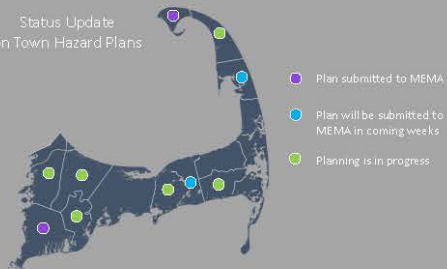 Status Update
on Town Hazard Plans
Plan submitted to MEMA
Plan will be submitted to
MEMA in coming weeks
Planning is in progress